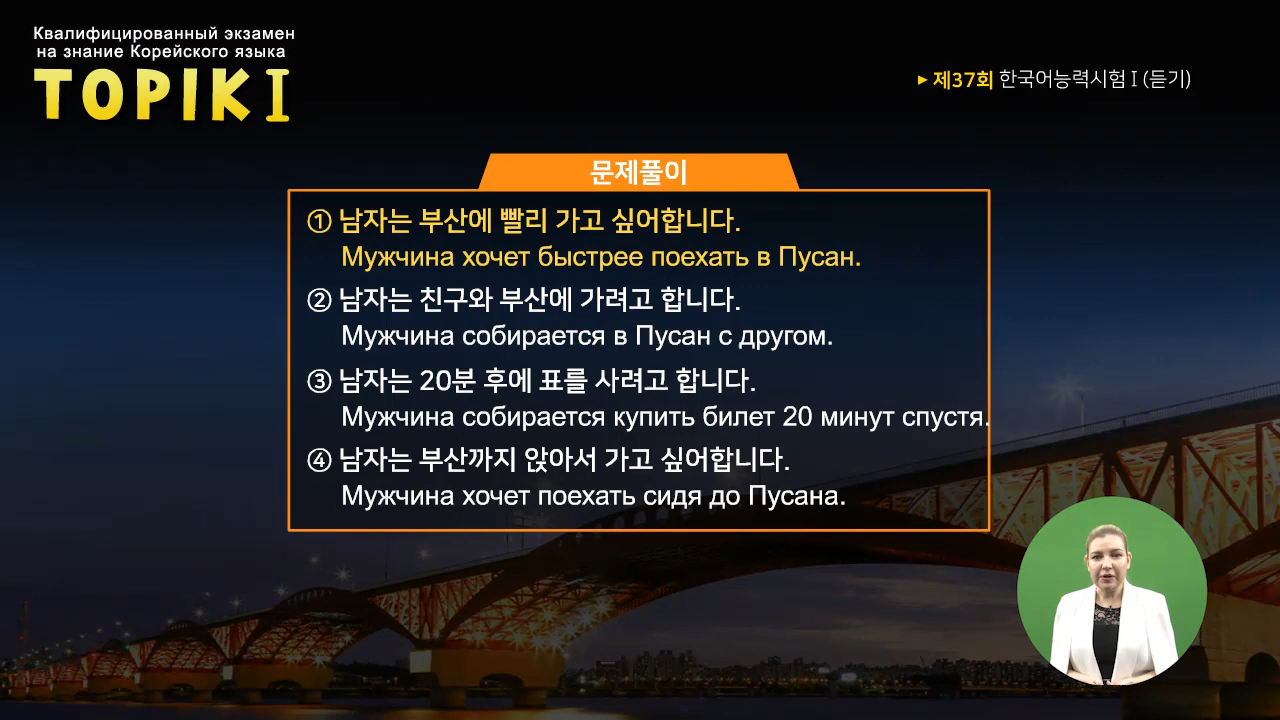 Квалифицированный экзамен
на знание Корейского языка
TOPIK I
▶ 제37회 한국어능력시험 I (듣기)
문제풀이
① 남자는 부산에 빨리 가고 싶어합니다.
Мужчина хочет быстрее поехать в Пусан.
② 남자는 친구와 부산에 가려고 합니다.
Мужчина собирается в Пусан с другом.
③ 남자는 20분 후에 표를 사려고 합니다.
Мужчина собирается купить билет 20 минут спустя.
④ 남자는 부산까지 앉아서 가고 싶어합니다.
Мужчина хочет поехать сидя до Пусана.